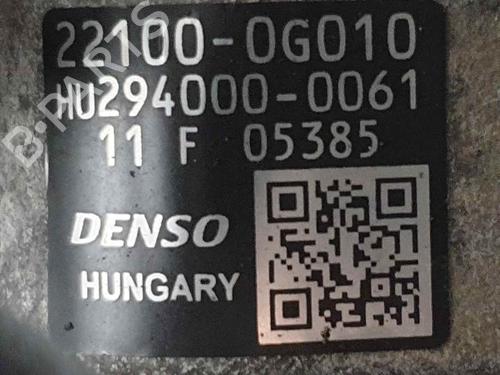 22100-0G010
HU294000-0061
11 F 05385
DENSO
HUNGARY
B-PARTS